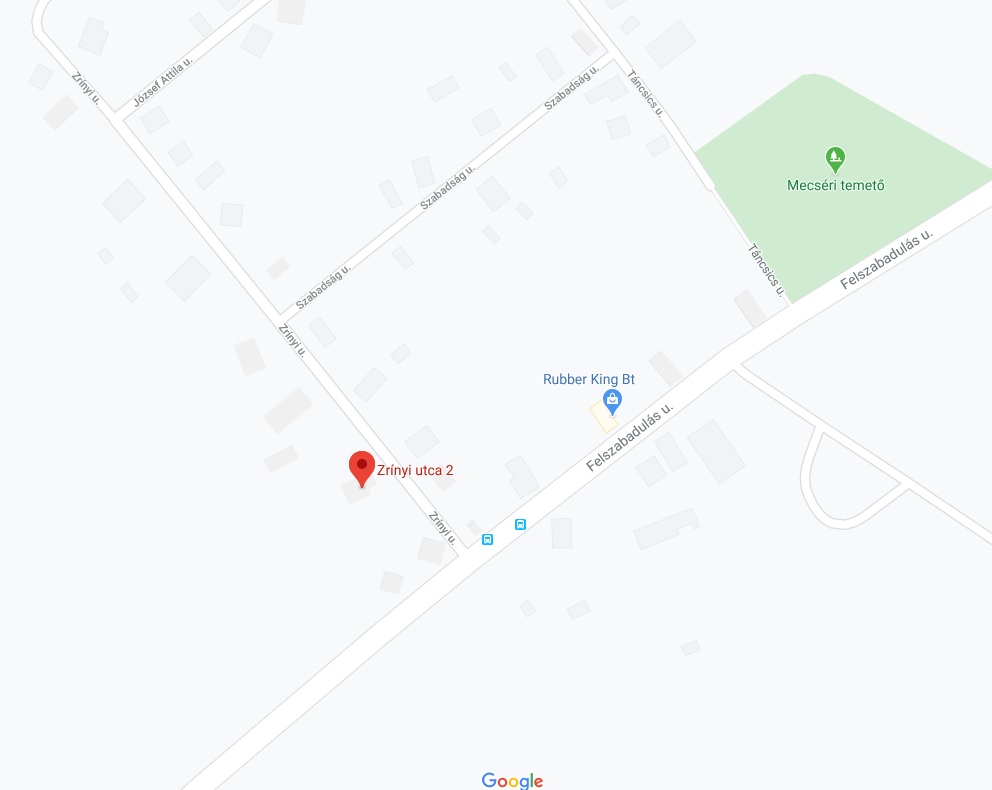 Zrínyi u.
József Attila u.
Szabadság u.
Táncsics u.
Szabadság u.
Mecséri temető
Felszabadulás u.
Táncsics u.
Szabadság u.
Zrínyi u.
Rubber King Bt
Felszabadulás u.
Zrínyi utca 2
Zrínyi u.
Google